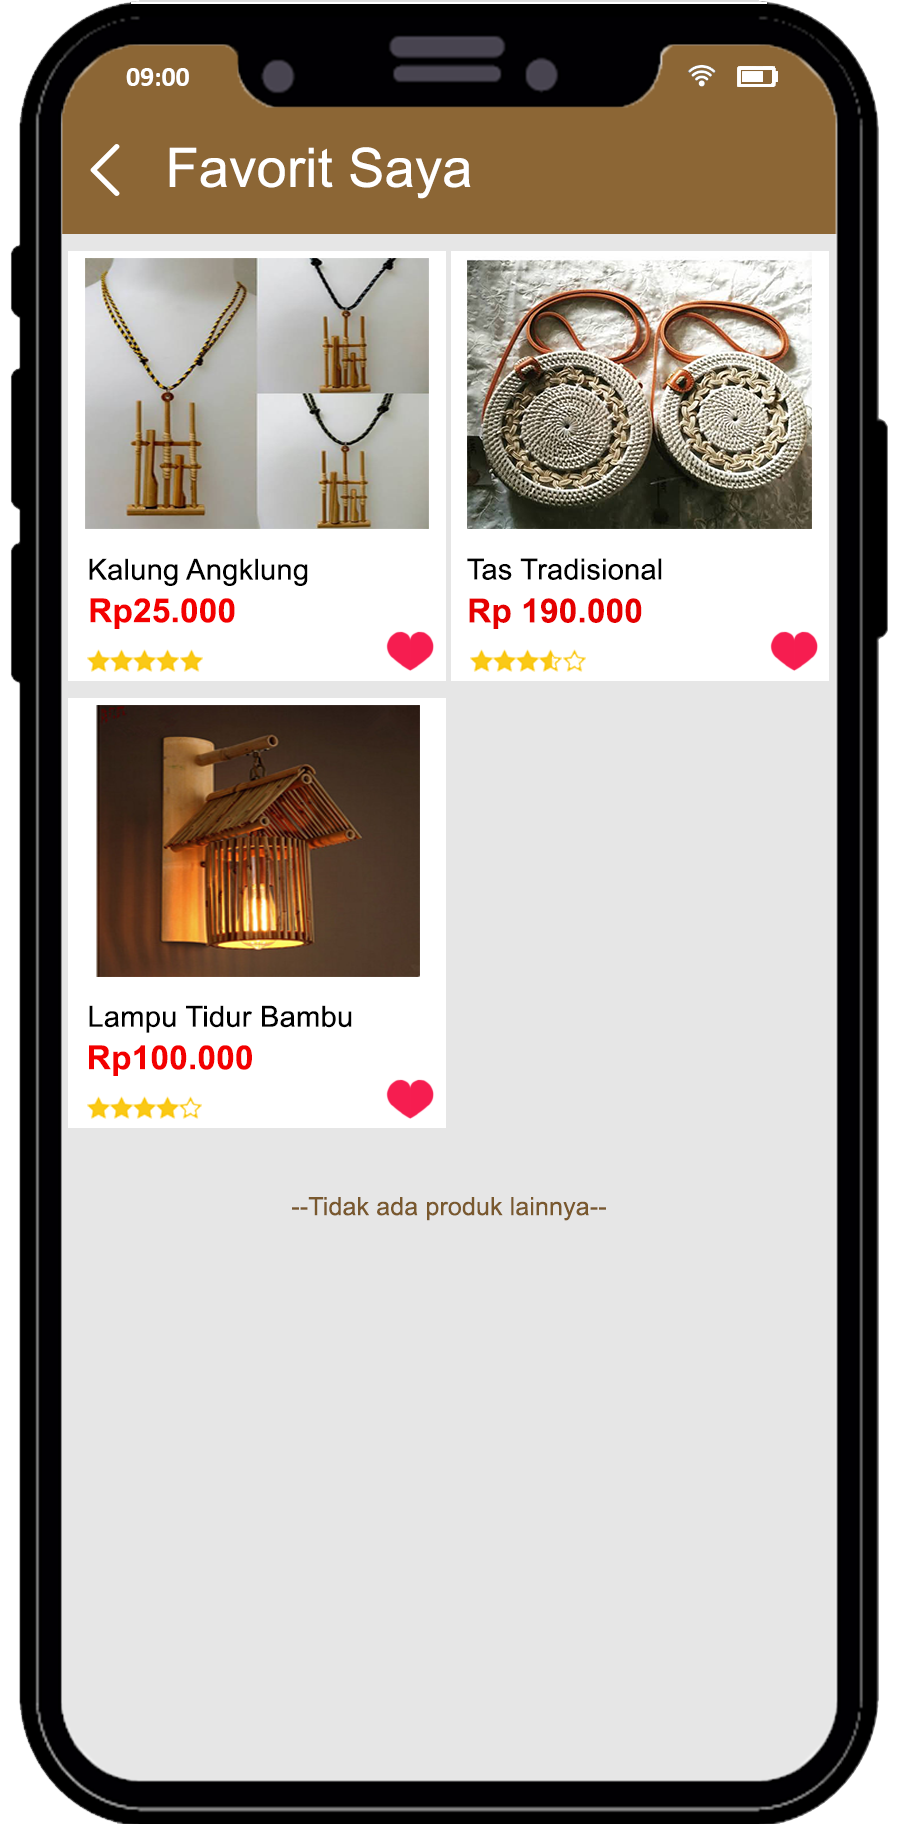 09:00
Favorit Saya
Kalung Angklung
Rp25.000
Tas Tradisional
Rp 190.000
Lampu Tidur Bambu
Rp100.000
--Tidak ada produk lainnya--